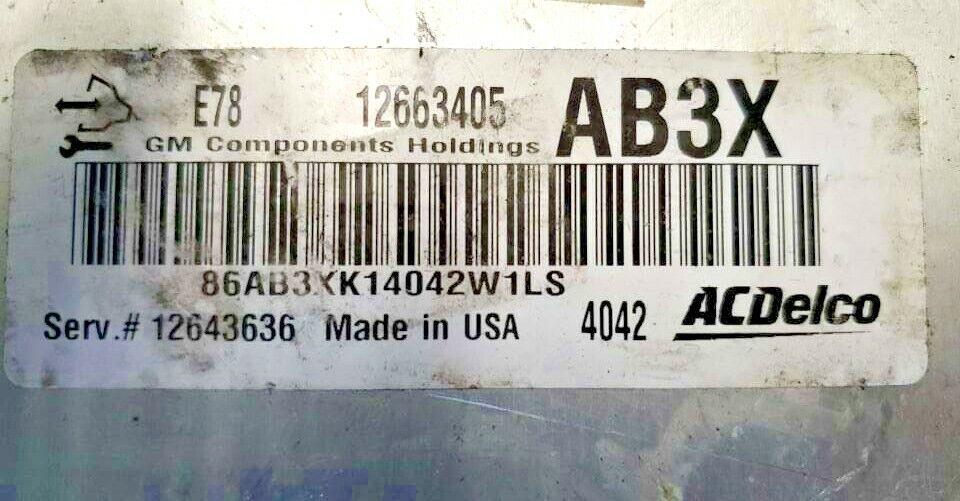 E78 12663405 AB3X
GM Components Holdings
86AB3XK14042W1LS
Serv.# 12643636 Made in USA 4042 ACDelco